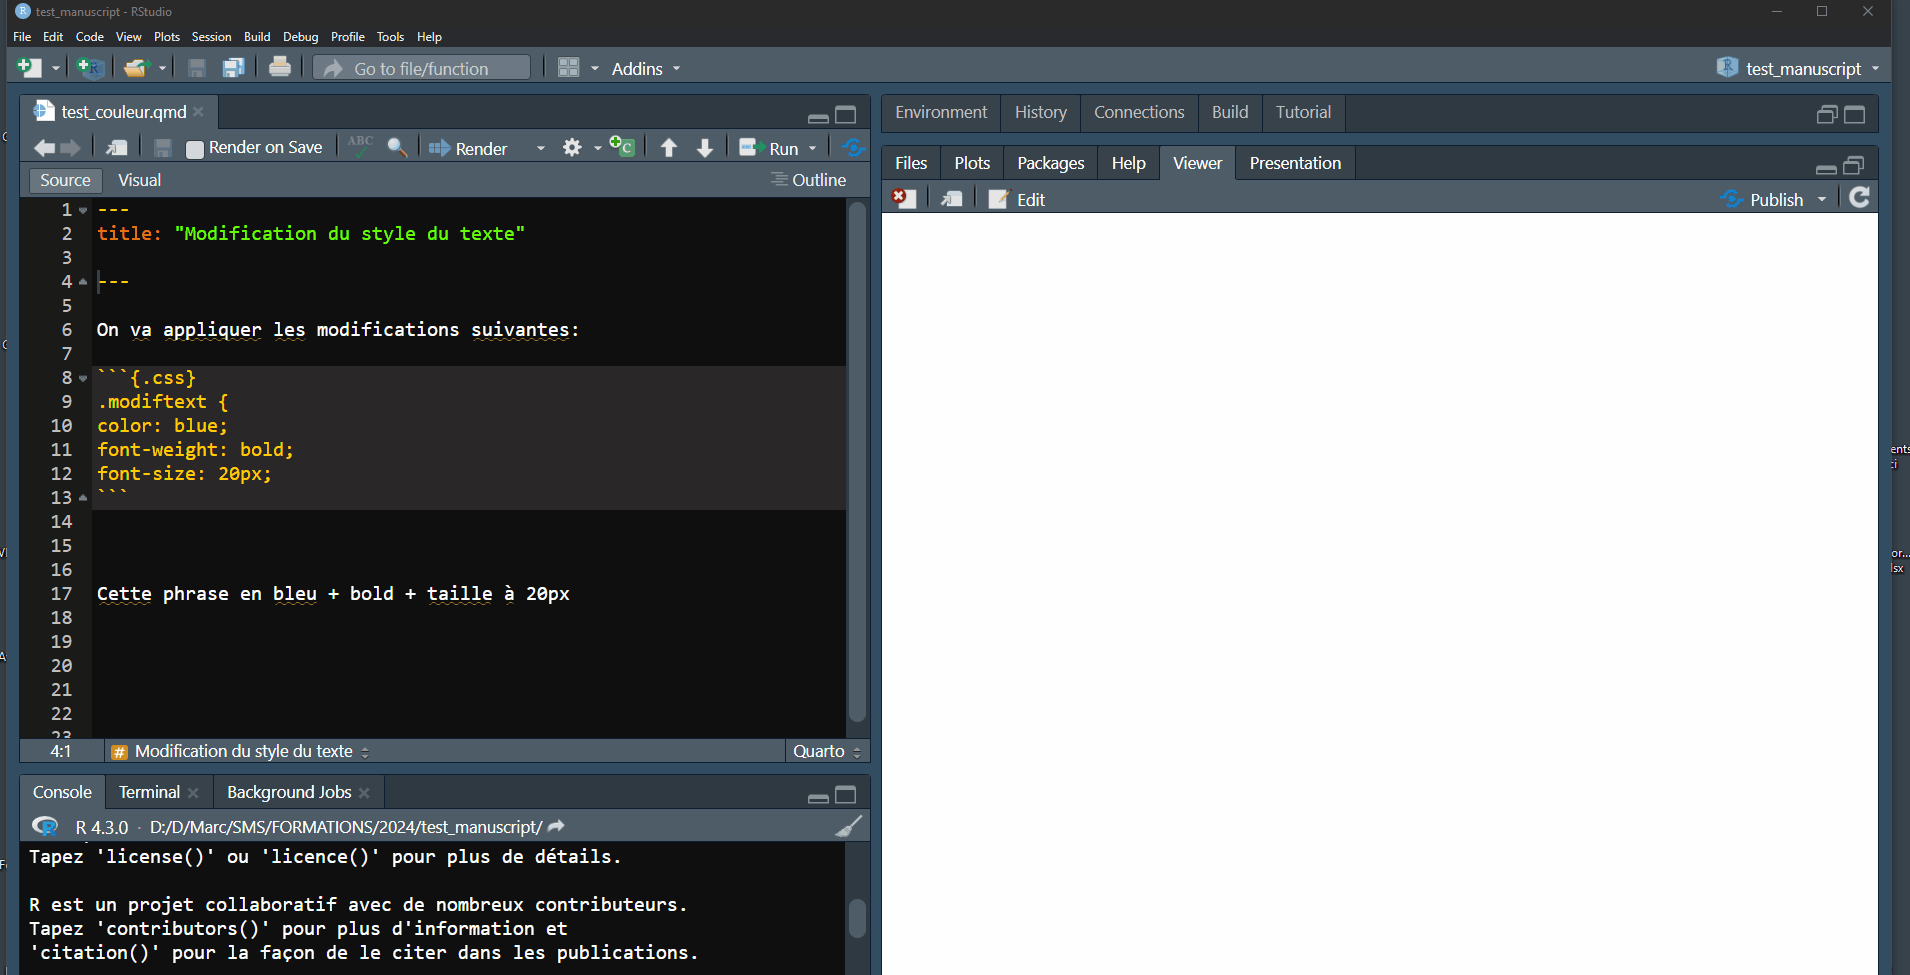 test_manuscript - RStudio
File Edit Code View Plots Session Build Debug Profile Tools Help
Go to file/function Addins test_manuscript
test_couleur.qmd
Render on Save ABC Render Run
Source Visual Outline
1 ---
2 title: "Modification du style du texte"
3
4 ---
5
6 On va appliquer les modifications suivantes:
7
8 ```{.css}
9 .modiftext {
10 color: blue;
11 font-weight: bold;
12 font-size: 20px;
13 ```
14
15
16
17 Cette phrase en bleu + bold + taille à 20px
18
19
20
21
22
23
4:1 # Modification du style du texte Quarto
Console Terminal Background Jobs
R 4.3.0 · D:/D/Marc/SMS/FORMATIONS/2024/test_manuscript/
Tapez 'license()' ou 'licence()' pour plus de détails.
R est un projet collaboratif avec de nombreux contributeurs.
Tapez 'contributors()' pour plus d'information et
'citation()' pour la façon de le citer dans les publications.
Environment History Connections Build Tutorial
Files Plots Packages Help Viewer Presentation
Edit Publish